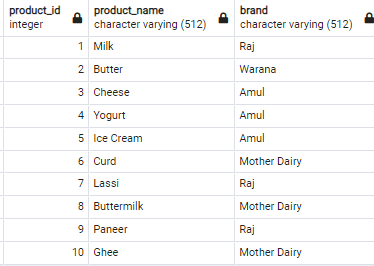 product_id product_name brand
integer character varying (512) character varying (512)
1 Milk Raj
2 Butter Warana
3 Cheese Amul
4 Yogurt Amul
5 Ice Cream Amul
6 Curd Mother Dairy
7 Lassi Raj
8 Buttermilk Mother Dairy
9 Paneer Raj
10 Ghee Mother Dairy